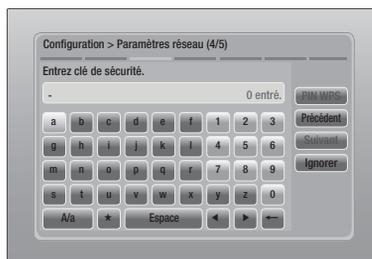 Configuration > Paramètres réseau (4/5)
Entrez clé de sécurité.
- 0 entré. PIN WPS
a b c d e f 1 2 3 Précédent
g h i j k l 4 5 6 Suivant
m n o p q r 7 8 9 Ignorer
s t u v w x y z 0
A/a ★ Espace ◀ ▶ ←